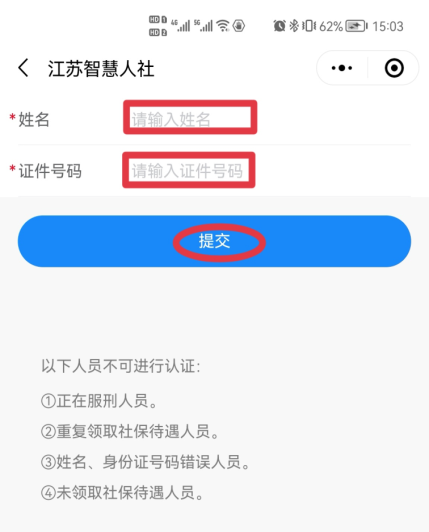 62% 15:03
江苏智慧人社
*姓名 请输入姓名
*证件号码 请输入证件号码
提交
以下人员不可进行认证:
①正在服刑人员。
②重复领取社保待遇人员。
③姓名、身份证号码错误人员。
④未领取社保待遇人员。